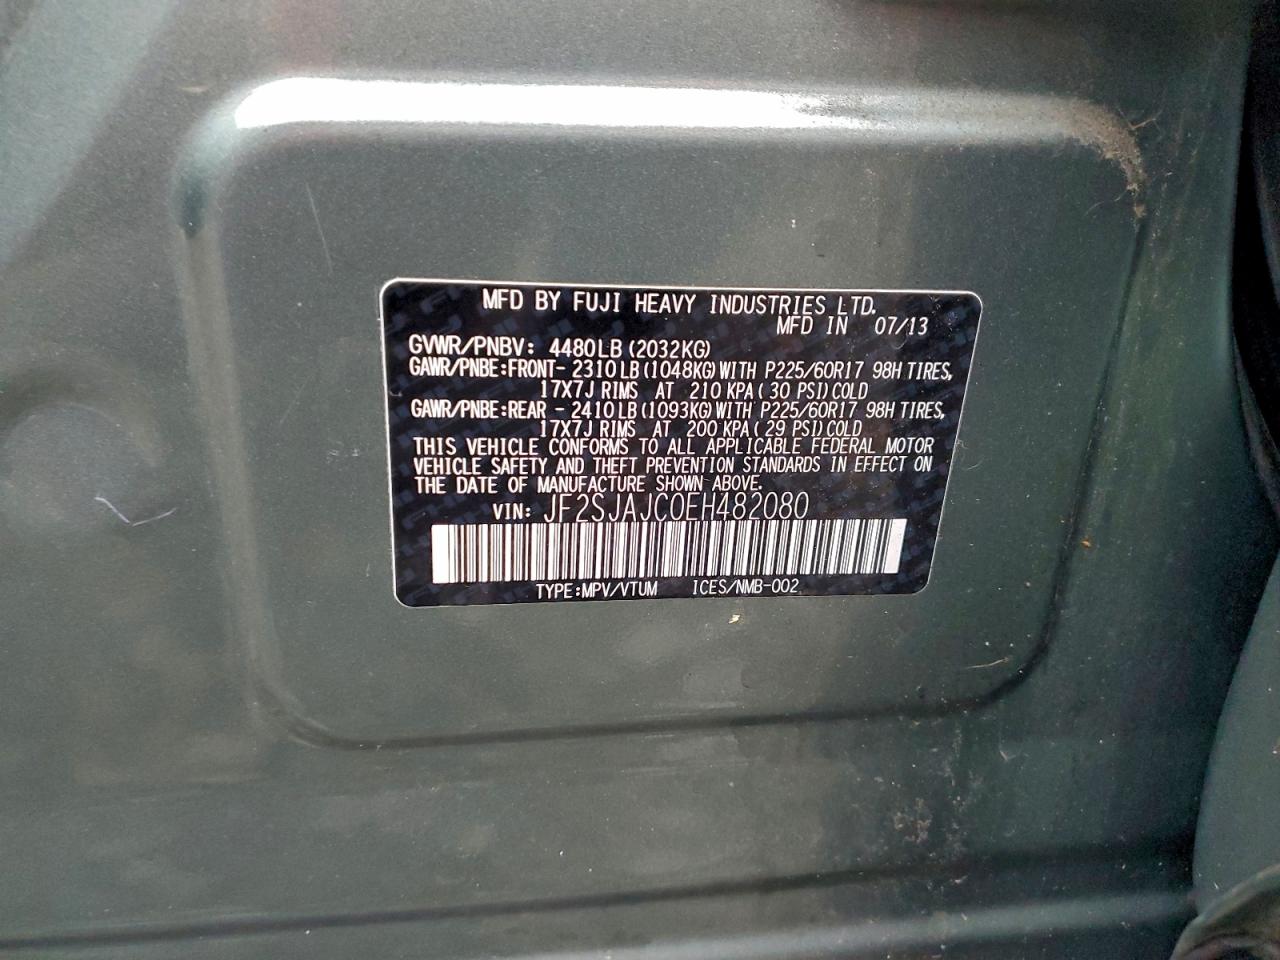 MFD BY FUJI HEAVY INDUSTRIES LTD.
MFD IN 07/13
GVWR/PNBV: 4480LB (2032KG)
GAWR/PNBE:FRONT- 2310LB(1048KG)WITH P225/60R17 98H TIRES,
17X7J RIMS AT 210 KPA( 30 PSI)COLD
GAWR/PNBE:REAR - 2410LB(1093KG)WITH P225/60R17 98H TIRES,
17X7J RIMS AT 200 KPA( 29 PSI)COLD
THIS VEHICLE CONFORMS TO ALL APPLICABLE FEDERAL MOTOR
VEHICLE SAFETY AND THEFT PREVENTION STANDARDS IN EFFECT ON
THE DATE OF MANUFACTURE SHOWN ABOVE.
VIN: JF2SJAJC0EH482080
TYPE:MPV/VTUM ICES/NMB-002